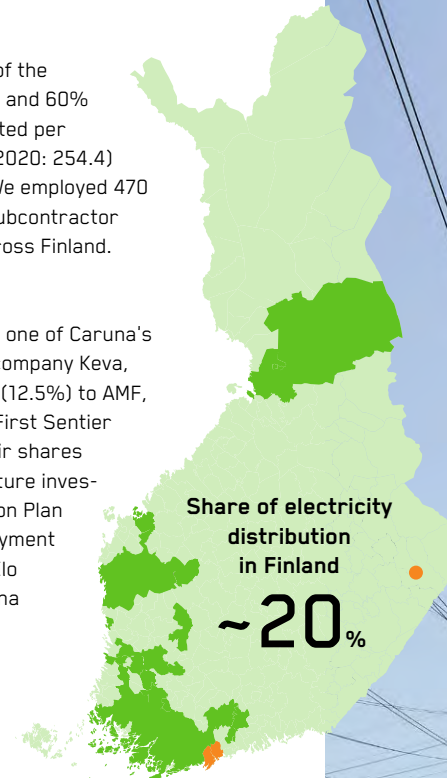 of the
and 60%
ted per
2020: 254.4)
We employed 470
ubcontractor
ross Finland.
one of Caruna's
company Keva,
(12.5%) to AMF,
First Sentier
ir shares
ture inves-
on Plan
yment
lo
na
Share of electricity
distribution
in Finland
~20%